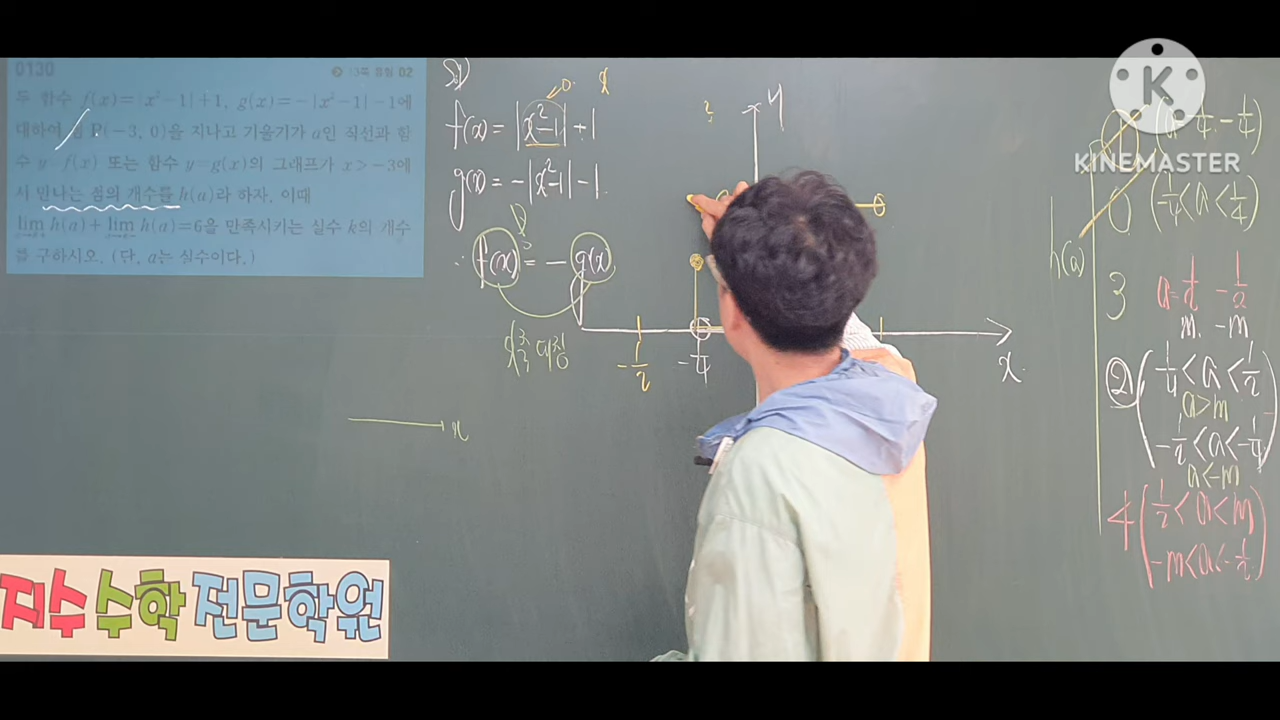 0130
두 함수 f(x)=|x²-1|+1, g(x)=-|x²-1|-1에
대하여 점 P(-3, 0)을 지나고 기울기가 a인 직선과 함
수 y=f(x) 또는 함수 y=g(x)의 그래프가 x>-3에
서 만나는 점의 개수를 h(a)라 하자. 이때
lim h(a)+lim h(a)=6을 만족시키는 실수 k의 개수
를 구하시오. (단, a는 실수이다.)
f(x)=|x²-1|+1
g(x)=-|x²-1|-1
∴ f(x)=-g(x)
x축 대칭
-1/2 -1/4
x
y
x
KINEMASTER
h(a)
0 (-1/4<a<1/4)
3 a=1/2 -1/2
m. -m
② 1/4<a<1/2
a>m
-1/2<a<-1/4
a<-m
4 1/2<a<m
-m<a<-1/2
지수수학전문학원